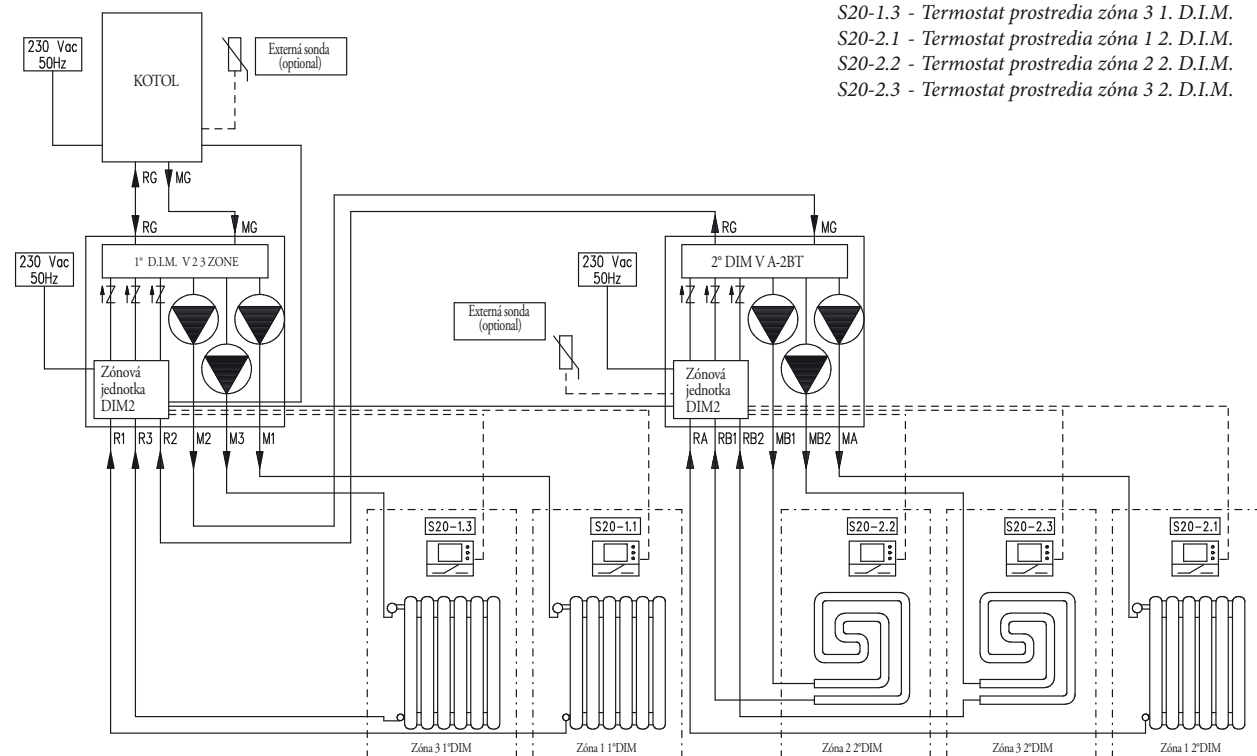 S20-1.3 - Termostat prostredia zóna 3 1. D.I.M.
S20-2.1 - Termostat prostredia zóna 1 2. D.I.M.
S20-2.2 - Termostat prostredia zóna 2 2. D.I.M.
S20-2.3 - Termostat prostredia zóna 3 2. D.I.M.
230 Vac
50Hz
KOTOL
Externá sonda
(optional)
RG MG
RG MG
RG MG
230 Vac
50Hz
1° D.I.M. V 2 3 ZONE
230 Vac
50Hz
2° DIM V A-2BT
Externá sonda
(optional)
Zónová
jednotka
DIM2
Zónová
jednotka
DIM2
R1 R3 R2 M2 M3 M1
RA RB1 RB2 MB1 MB2 MA
S20-1.3
S20-1.1
S20-2.2
S20-2.3
S20-2.1
Zóna 3 1°DIM
Zóna 1 1°DIM
Zóna 2 2°DIM
Zóna 3 2°DIM
Zóna 1 2°DIM